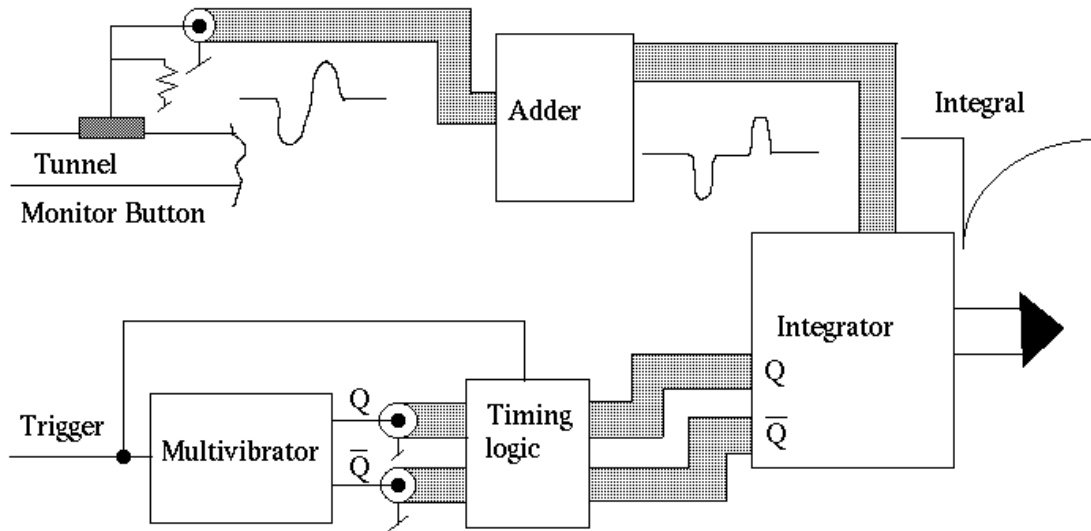 Adder
Integral
Tunnel
Monitor Button
Integrator
Q
Q̅
Trigger
Multivibrator
Q
Q̅
Timing
logic